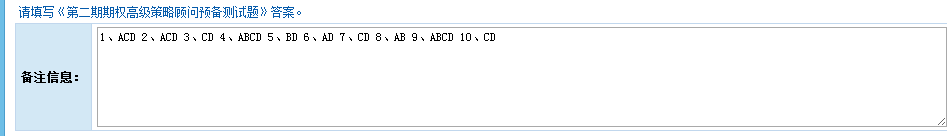 请填写《第二期期权高级策略顾问预备测试题》答案。
1、ACD 2、ACD 3、CD 4、ABCD 5、BD 6、AD 7、CD 8、AB 9、ABCD 10、CD
备注信息：